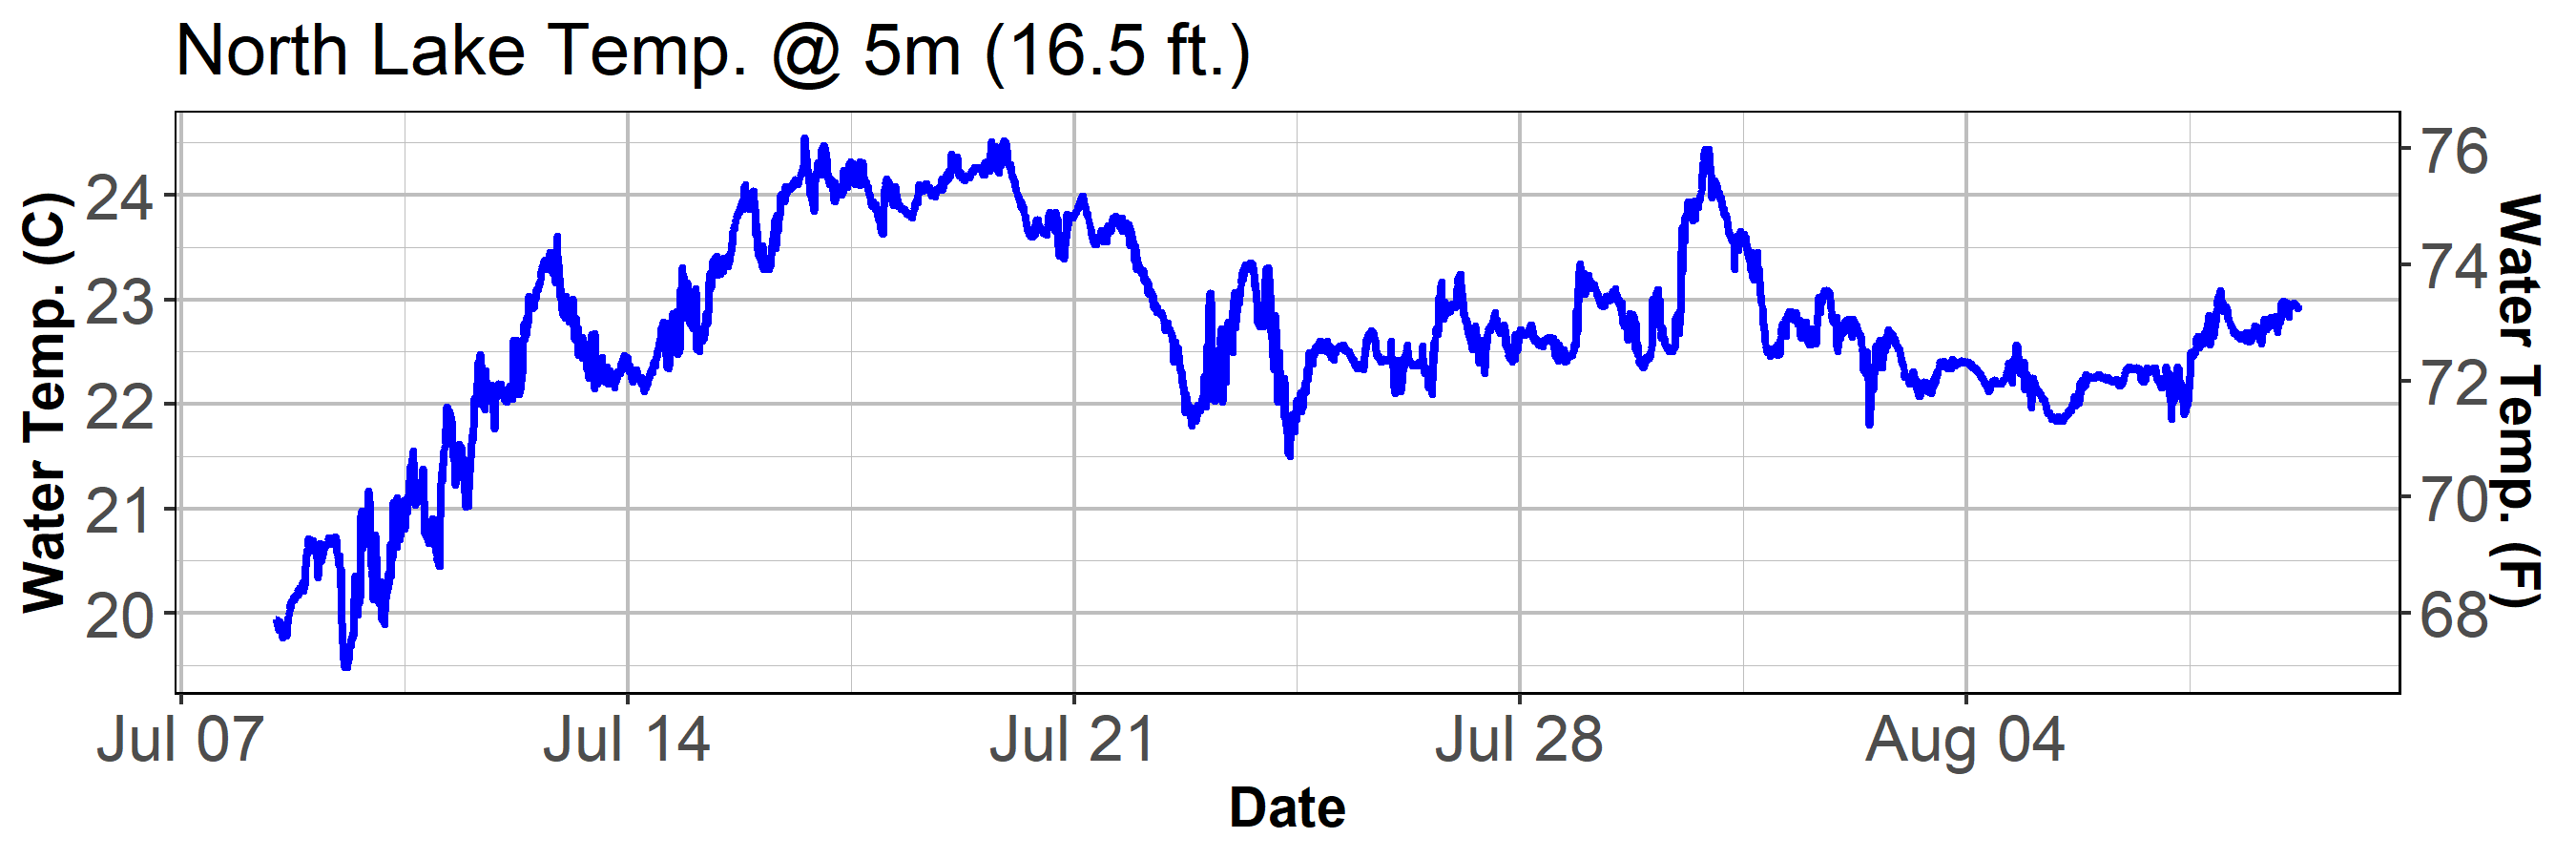 North Lake Temp. @ 5m (16.5 ft.)
Water Temp. (C)
24
23
22
21
20
76
74
72
70
68
Water Temp. (F)
Jul 07 Jul 14 Jul 21 Jul 28 Aug 04
Date